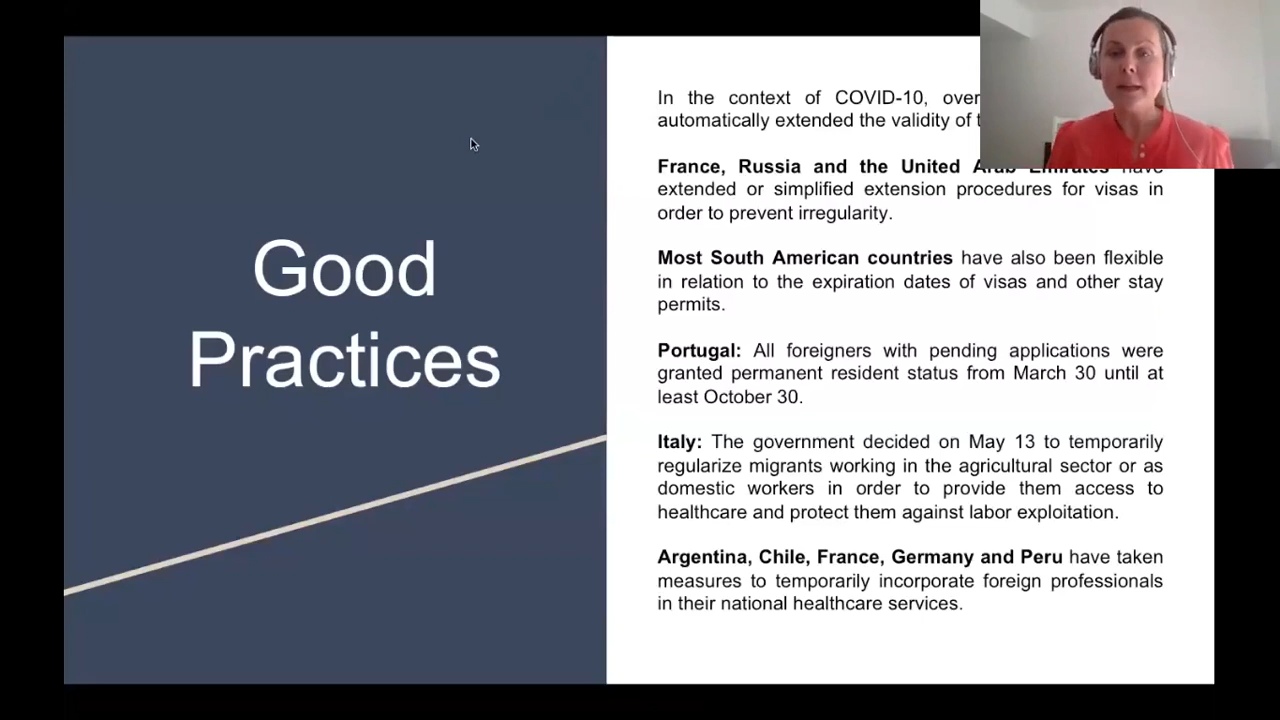 Good
Practices
In the context of COVID-10, over
automatically extended the validity of
France, Russia and the United Arab Emirates have
extended or simplified extension procedures for visas in
order to prevent irregularity.
Most South American countries have also been flexible
in relation to the expiration dates of visas and other stay
permits.
Portugal: All foreigners with pending applications were
granted permanent resident status from March 30 until at
least October 30.
Italy: The government decided on May 13 to temporarily
regularize migrants working in the agricultural sector or as
domestic workers in order to provide them access to
healthcare and protect them against labor exploitation.
Argentina, Chile, France, Germany and Peru have taken
measures to temporarily incorporate foreign professionals
in their national healthcare services.